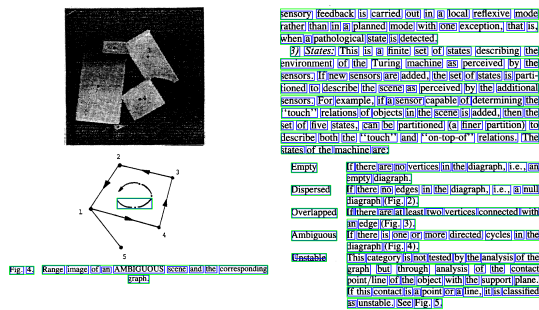 2
3
1
4
5
Fig. 4. Range image of an AMBIGUOUS scene and the corresponding
graph.
sensory feedback is carried out in a local reflexive mode
rather than in a planned mode with one exception, that is,
when a pathological state is detected.
3) States: This is a finite set of states describing the
environment of the Turing machine as perceived by the
sensors. If new sensors are added, the set of states is parti-
tioned to describe the scene as perceived by the additional
sensors. For example, if a sensor capable of determining the
"touch" relations of objects in the scene is added, then the
set of five states, can be partitioned (a finer partition) to
describe both the "touch" and "on-top-of" relations. The
states of the machine are:
Empty If there are no vertices in the diagram, i.e., an
empty diagram.
Dispersed If there no edges in the diagram, i.e., a null
diagram (Fig. 2).
Overlapped If there are at least two vertices connected with
an edge (Fig. 3).
Ambiguous If there is one or more directed cycles in the
diagram (Fig. 4).
Unstable This category is not tested by the analysis of the
graph but through analysis of the contact
point/line of the object with the support plane.
If this contact is a point or a line, it is classified
as unstable. See Fig. 5.